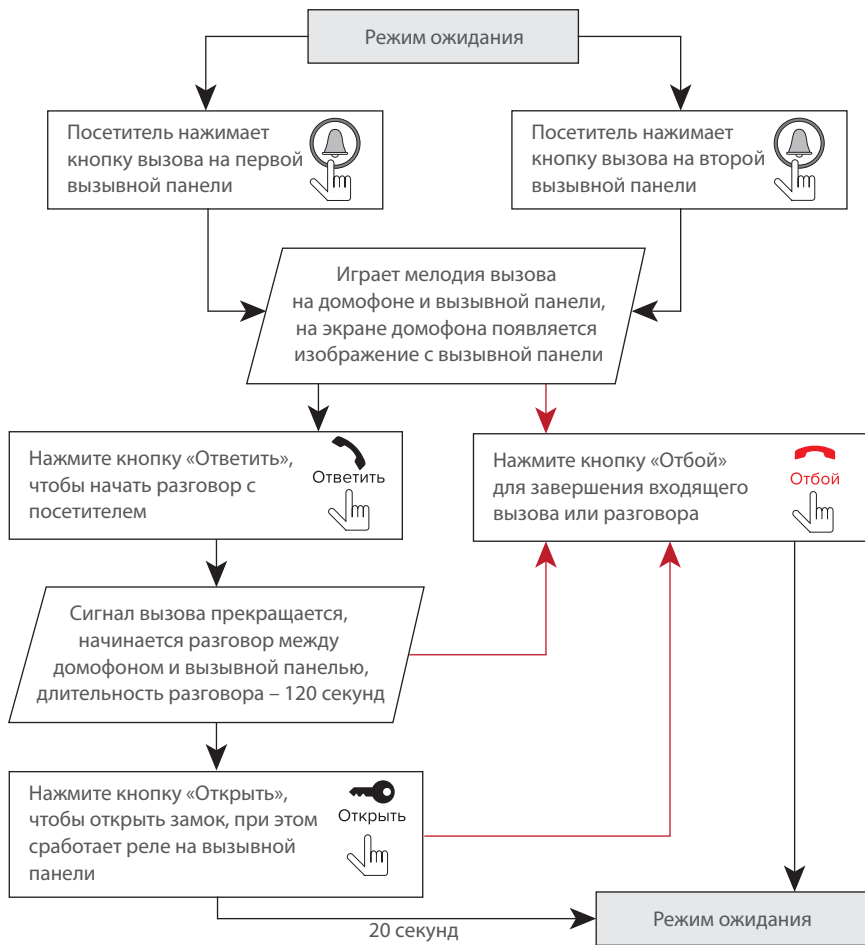 Режим ожидания
Посетитель нажимает
кнопку вызова на первой
вызывной панели
Посетитель нажимает
кнопку вызова на второй
вызывной панели
Играет мелодия вызова
на домофоне и вызывной панели,
на экране домофона появляется
изображение с вызывной панели
Нажмите кнопку «Ответить»,
чтобы начать разговор с
посетителем
Ответить
Нажмите кнопку «Отбой»
для завершения входящего
вызова или разговора
Отбой
Сигнал вызова прекращается,
начинается разговор между
домофоном и вызывной панелью,
длительность разговора – 120 секунд
Нажмите кнопку «Открыть»,
чтобы открыть замок, при этом
сработает реле на вызывной
панели
Открыть
20 секунд
Режим ожидания